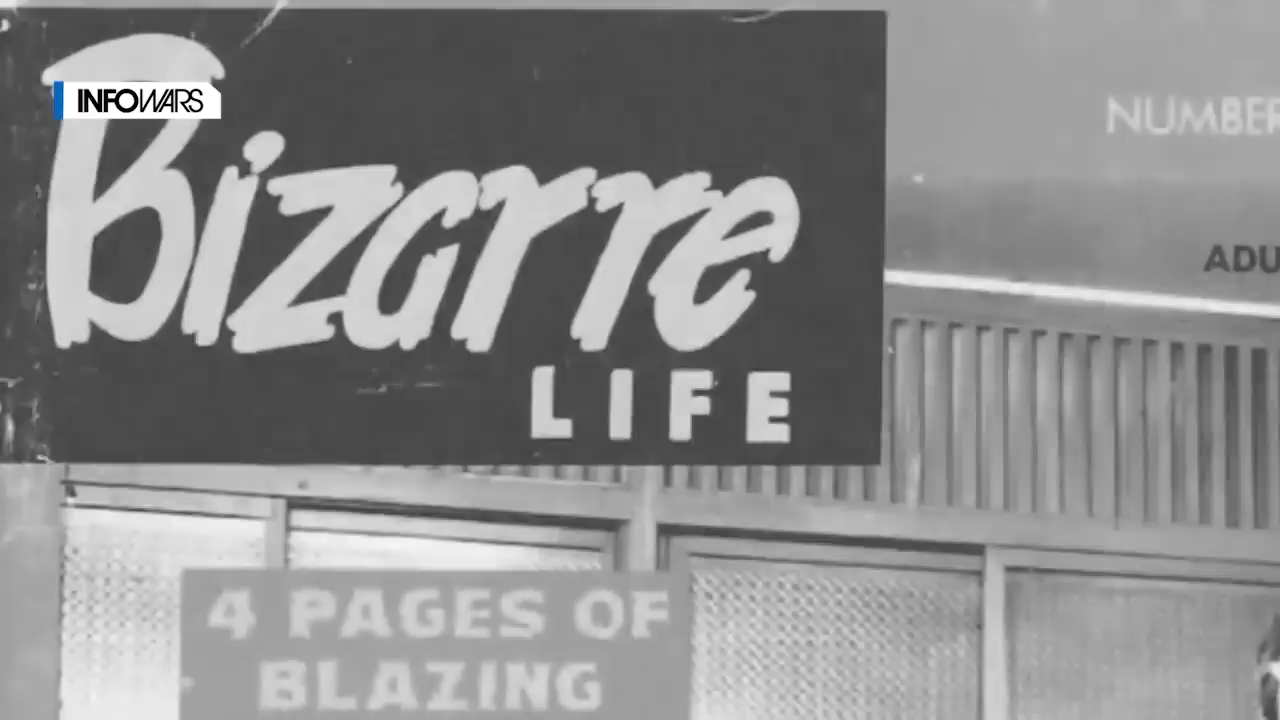 INFOWARS
Bizarre
LIFE
NUMBER
ADU
4 PAGES OF
BLAZING